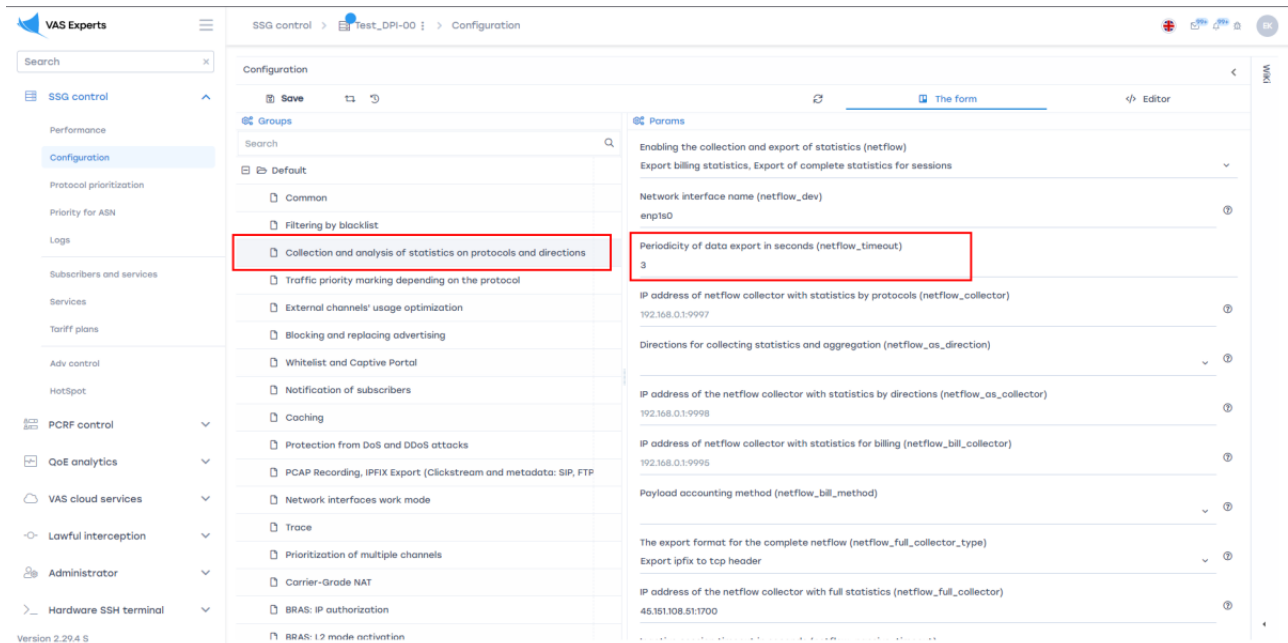 VAS Experts
SSG control > Test_DPI-00 > Configuration
99+ 99+ EK
Search
SSG control
Performance
Configuration
Protocol prioritization
Priority for ASN
Logs
Subscribers and services
Services
Tariff plans
Adv control
HotSpot
PCRF control
QoE analytics
VAS cloud services
Lawful interception
Administrator
Hardware SSH terminal
Version 2.29.4 S
Configuration
Save
The form
</> Editor
Groups
Search
Default
Common
Filtering by blacklist
Collection and analysis of statistics on protocols and directions
Traffic priority marking depending on the protocol
External channels' usage optimization
Blocking and replacing advertising
Whitelist and Captive Portal
Notification of subscribers
Caching
Protection from DoS and DDoS attacks
PCAP Recording, IPFIX Export (Clickstream and metadata: SIP, FTP
Network interfaces work mode
Trace
Prioritization of multiple channels
Carrier-Grade NAT
BRAS: IP authorization
BRAS: L2 mode activation
Params
Enabling the collection and export of statistics (netflow)
Export billing statistics, Export of complete statistics for sessions
Network interface name (netflow_dev)
enp1s0
Periodicity of data export in seconds (netflow_timeout)
3
IP address of netflow collector with statistics by protocols (netflow_collector)
192.168.0.1:9997
Directions for collecting statistics and aggregation (netflow_as_direction)
IP address of the netflow collector with statistics by directions (netflow_as_collector)
192.168.0.1:9998
IP address of netflow collector with statistics for billing (netflow_bill_collector)
192.168.0.1:9995
Payload accounting method (netflow_bill_method)
The export format for the complete netflow (netflow_full_collector_type)
Export ipfix to tcp header
IP address of the netflow collector with full statistics (netflow_full_collector)
45.151.108.51:1700
Wiki